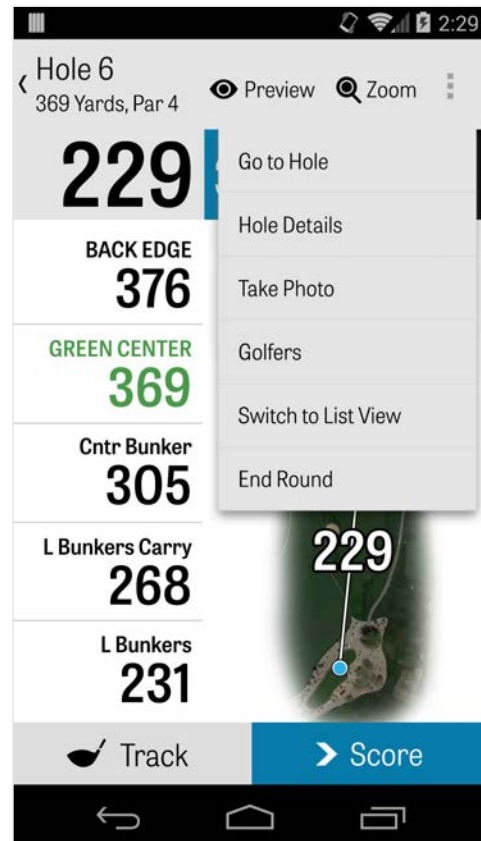 2:29
Hole 6
369 Yards, Par 4
Preview
Zoom
229
Go to Hole
Hole Details
Take Photo
Golfers
Switch to List View
End Round
BACK EDGE
376
GREEN CENTER
369
Cntr Bunker
305
L Bunkers Carry
268
L Bunkers
231
229
Track
Score